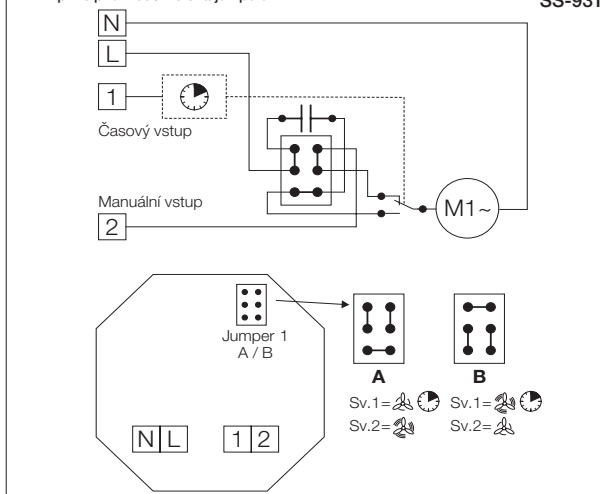 SS-931
N
L
1
Časový vstup
Manuální vstup
2
M1~
Jumper 1
A / B
N L 1 2
A B
Sv.1= Sv.1=
Sv.2= Sv.2=